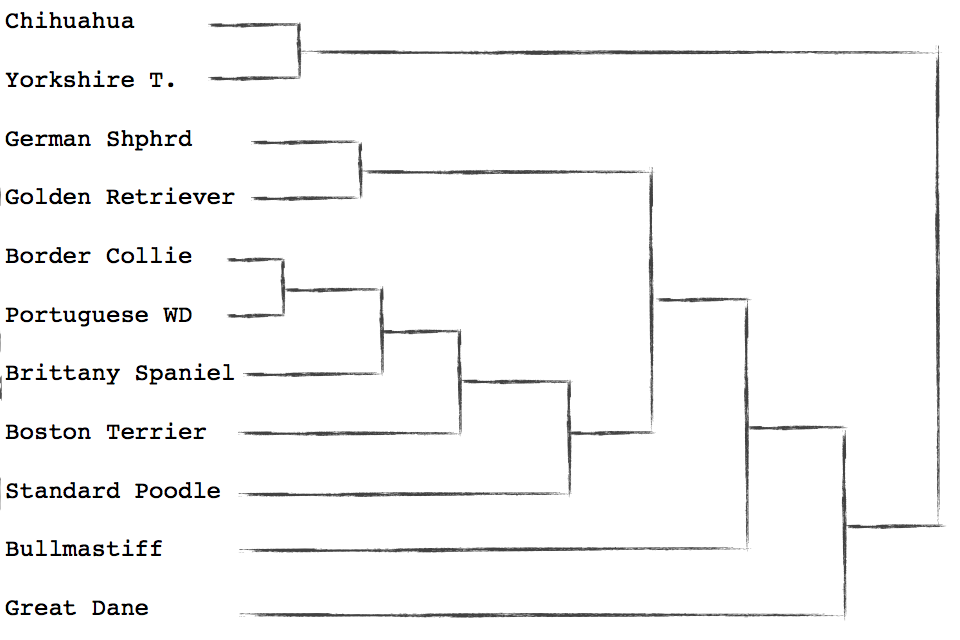 Chihuahua
Yorkshire T.
German Shphrd
Golden Retriever
Border Collie
Portuguese WD
Brittany Spaniel
Boston Terrier
Standard Poodle
Bullmastiff
Great Dane